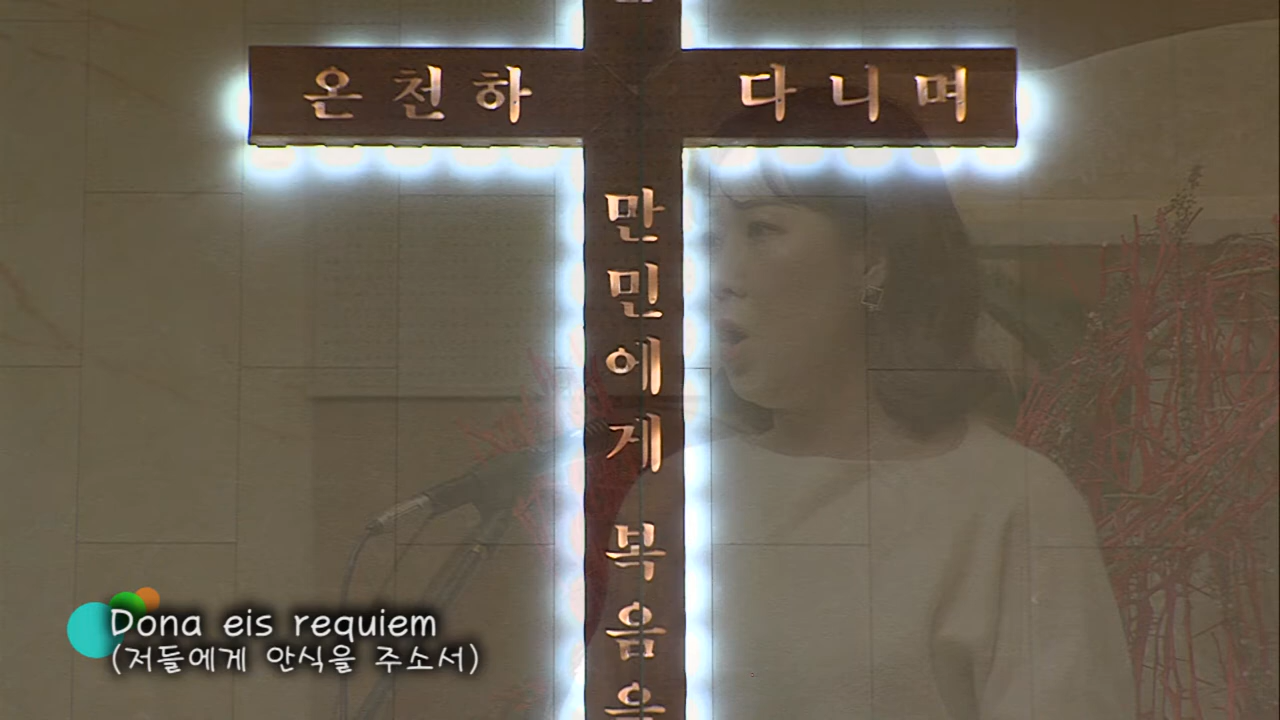 온천하 다니며
만민에게 복음을
Dona eis requiem
(저들에게 안식을 주소서)